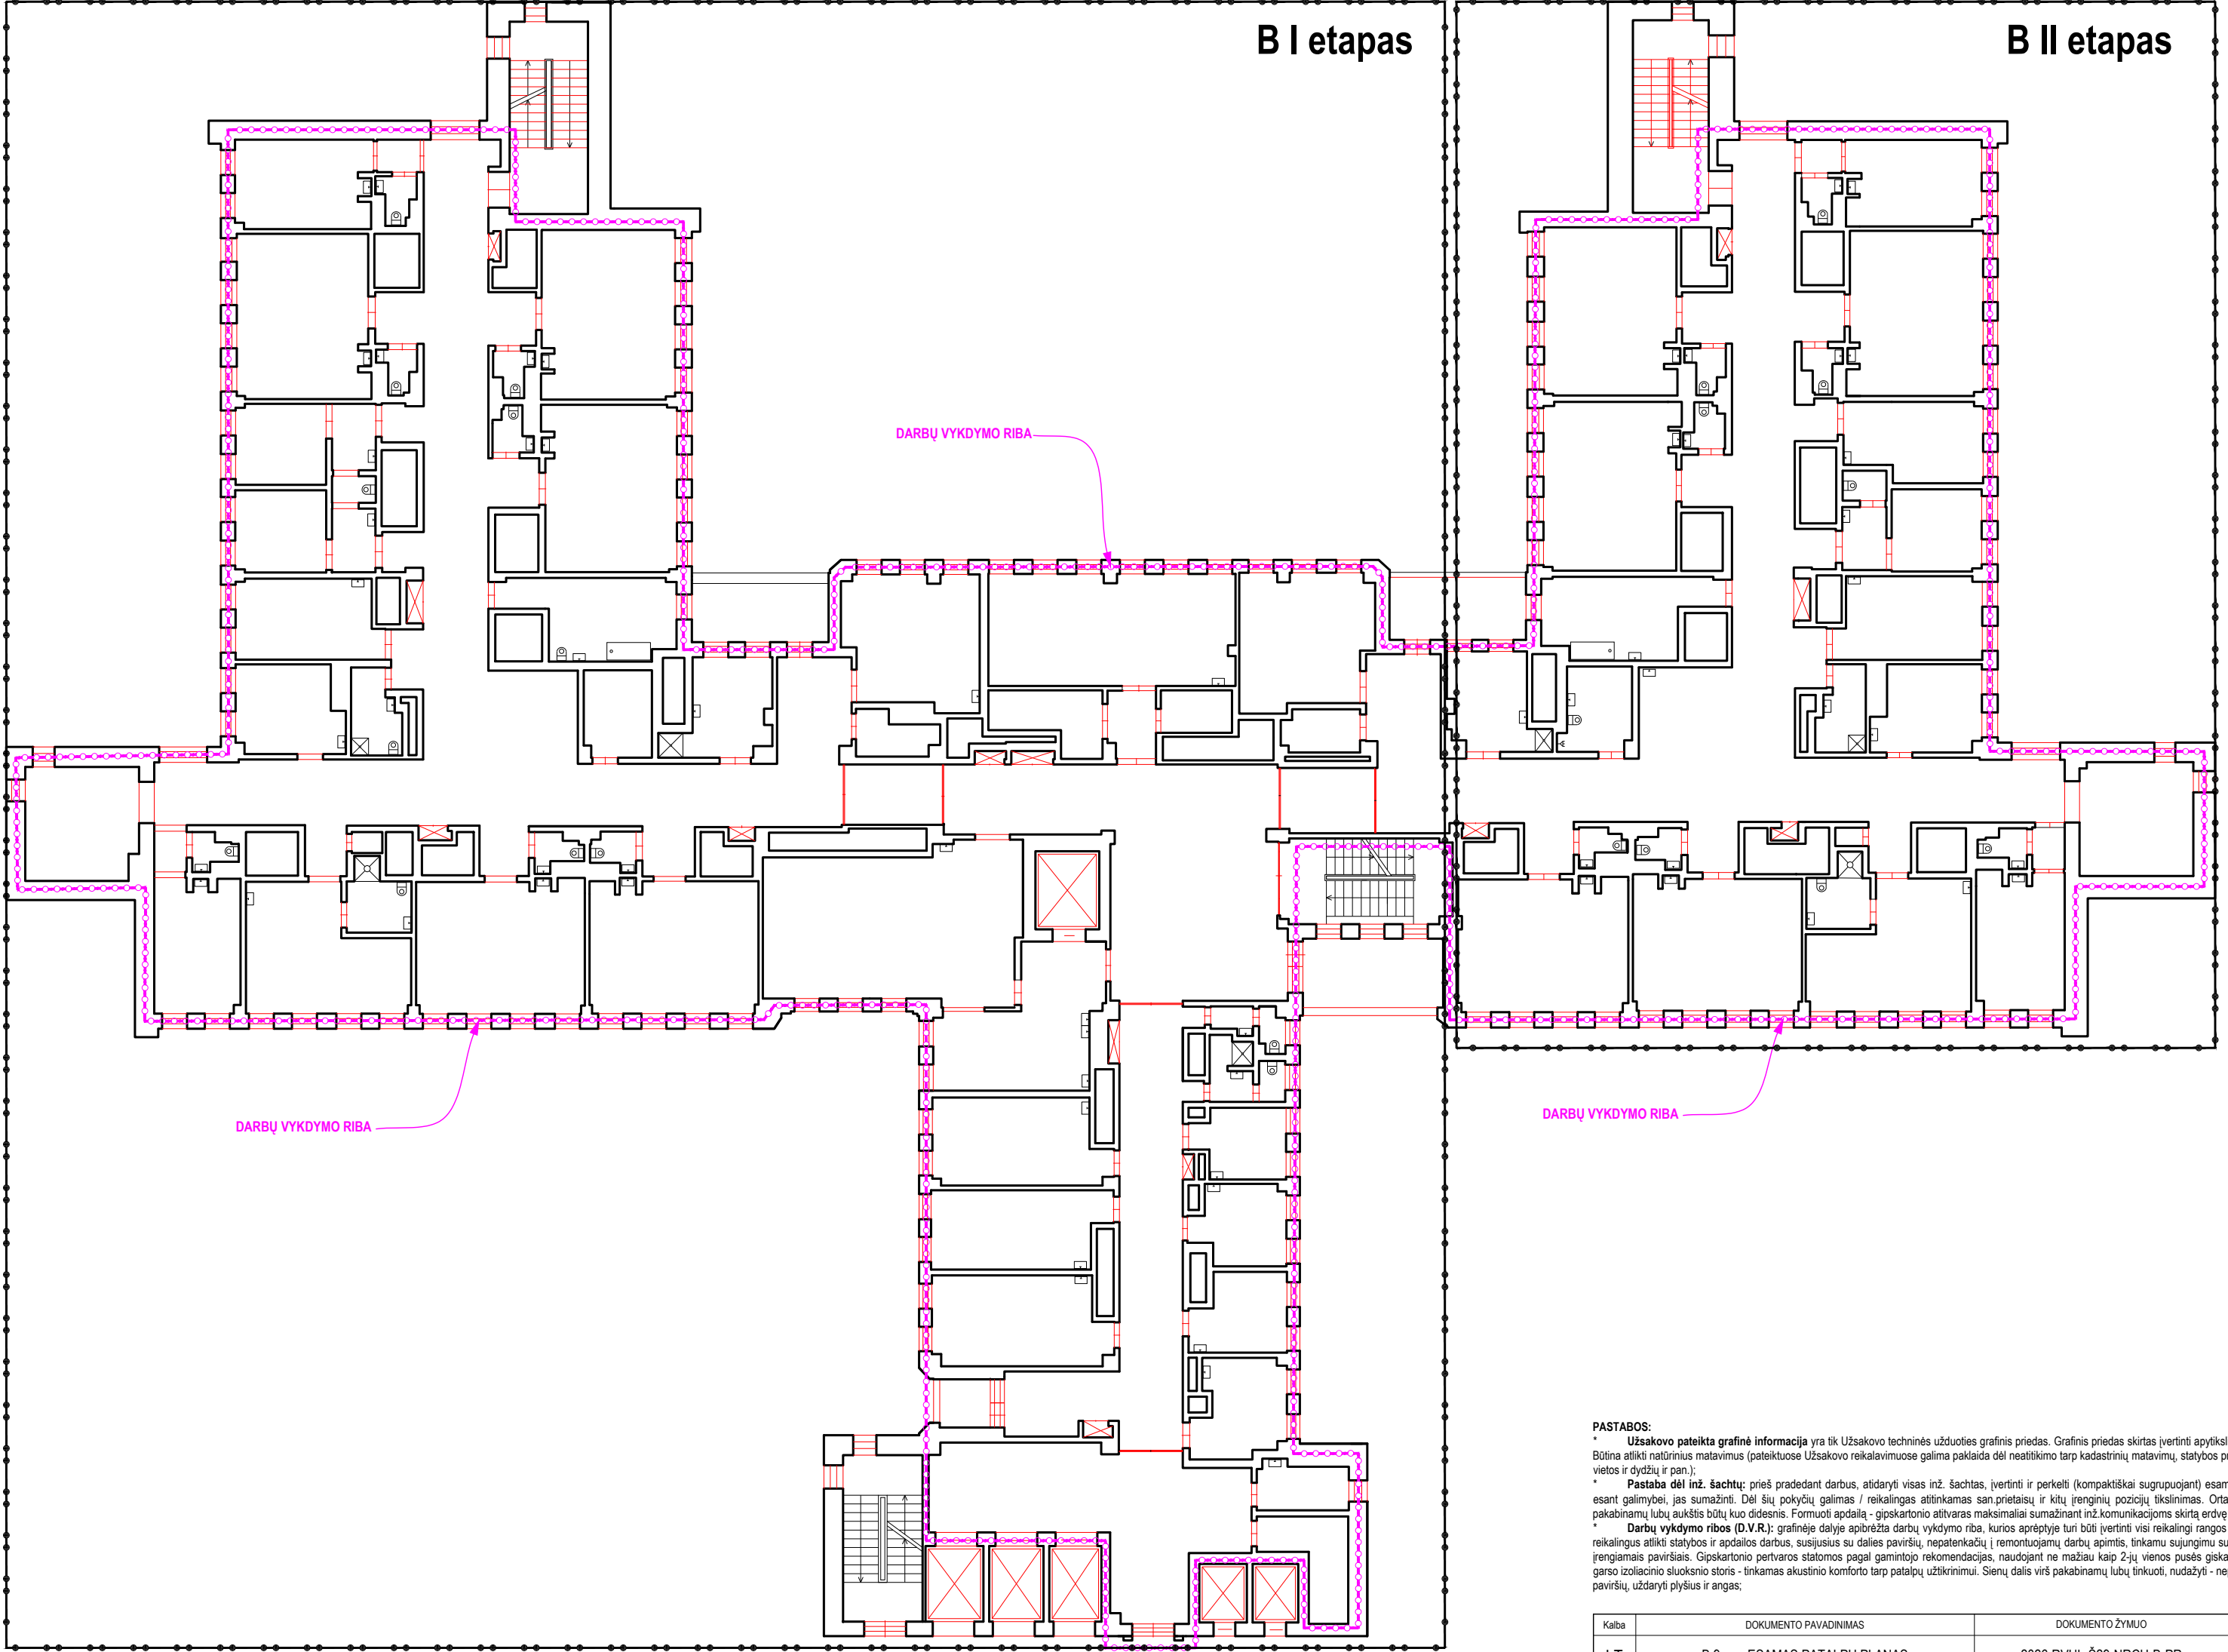 B I etapas
B II etapas
DARBŲ VYKDYMO RIBA
DARBŲ VYKDYMO RIBA
DARBŲ VYKDYMO RIBA
PASTABOS:
* Užsakovo pateikta grafinė informacija yra tik Užsakovo techninės užduoties grafinis priedas. Grafinis priedas skirtas įvertinti
Būtina atlikti natūrinius matavimus (pateiktuose Užsakovo reikalavimuose galima paklaida dėl neatitikimo tarp kadastrinių matavimų, statybos
vietos ir dydžių ir pan.);
* Pastaba dėl inž. šachtų: prieš pradedant darbus, atidaryti visas inž. šachtas, įvertinti ir perkelti (kompaktiškai sugrupuojant)
esant galimybei, jas sumažinti. Dėl šių pokyčių galimas / reikalingas atitinkamas san.prietaisų ir kitų įrenginių pozicijų tikslinimas.
pakabinamų lubų aukštis būtų kuo didesnis. Formuoti apdailą - gipskartonio atitvaras maksimaliai sumažinant inž.komunikacijoms skirtą erdvę
* Darbų vykdymo ribos (D.V.R.): grafinėje dalyje apibrėžta darbų vykdymo riba, kurios aprėptyje turi būti įvertinti visi reikalingi rangos
reikalingus atlikti statybos ir apdailos darbus, susijusius su dalies paviršių, nepatenkačių į remontuojamų darbų apimtis, tinkamu sujungimu su
įrengiamais paviršiais. Gipskartonio pertvaros statomos pagal gamintojo rekomendacijas, naudojant ne mažiau kaip 2-jų vienos pusės
garso izoliacinio sluoksnio storis - tinkamas akustinio komforto tarp patalpų užtikrinimui. Sienų dalis virš pakabinamų lubų tinkuoti, nudažyti -
paviršių, uždaryti plyšius ir angas;
Kalba DOKUMENTO PAVADINIMAS DOKUMENTO ŽYMUO